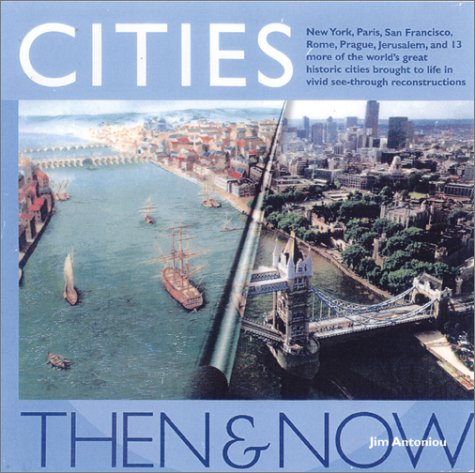 CITIES
New York, Paris, San Francisco,
Rome, Prague, Jerusalem, and 13
more of the world's great
historic cities brought to life in
vivid see-through reconstructions
THEN & NOW
Jim Antoniou